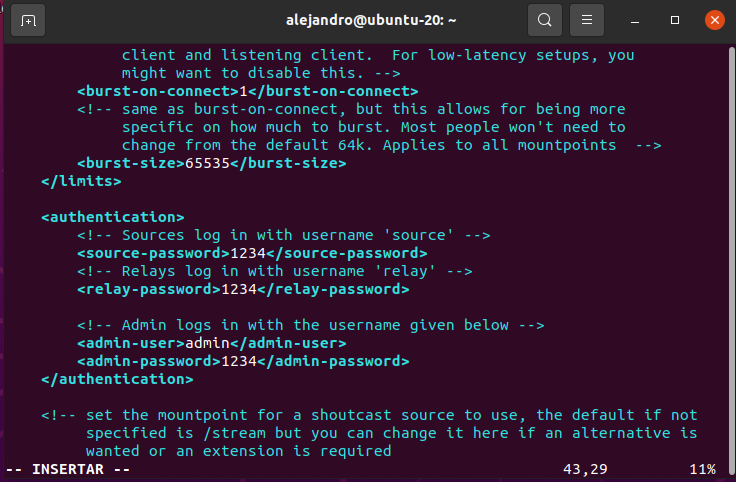 alejandro@ubuntu-20: ~
client and listening client.  For low-latency setups, you
might want to disable this. -->
<burst-on-connect>1</burst-on-connect>
<!-- same as burst-on-connect, but this allows for being more
specific on how much to burst. Most people won't need to
change from the default 64k. Applies to all mountpoints  -->
<burst-size>65535</burst-size>
</limits>
<authentication>
<!-- Sources log in with username 'source' -->
<source-password>1234</source-password>
<!-- Relays log in with username 'relay' -->
<relay-password>1234</relay-password>
<!-- Admin logs in with the username given below -->
<admin-user>admin</admin-user>
<admin-password>1234</admin-password>
</authentication>
<!-- set the mountpoint for a shoutcast source to use, the default if not
specified is /stream but you can change it here if an alternative is
wanted or an extension is required
-- INSERTAR -- 43,29 11%